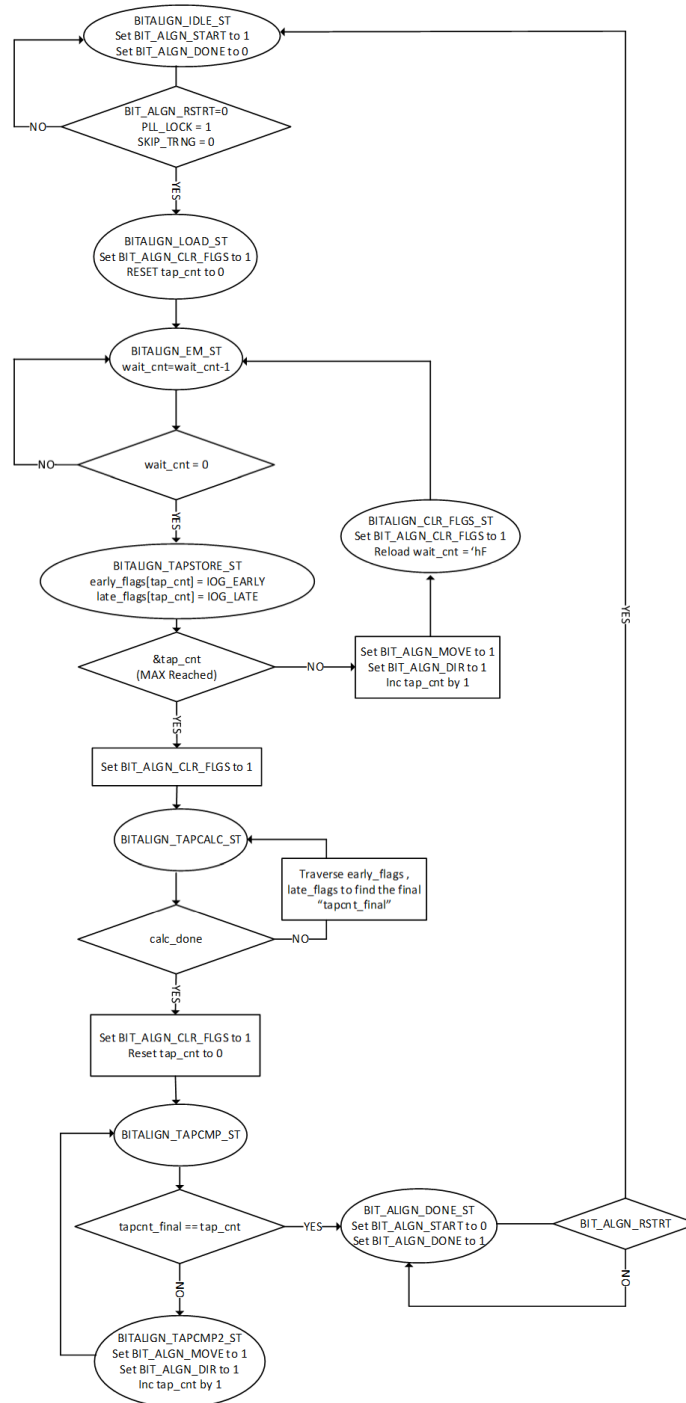 BITALIGN_IDLE_ST
Set BIT_ALGN_START to 1
Set BIT_ALGN_DONE to 0
BIT_ALGN_RSTRT=0
PLL_LOCK = 1
SKIP_TRNG = 0
NO
YES
BITALIGN_LOAD_ST
Set BIT_ALGN_CLR_FLGS to 1
RESET tap_cnt to 0
BITALIGN_EM_ST
wait_cnt=wait_cnt-1
wait_cnt = 0
NO
YES
BITALIGN_CLR_FLGS_ST
Set BIT_ALGN_CLR_FLGS to 1
Reload wait_cnt = ‘hF
BITALIGN_TAPSTORE_ST
early_flags[tap_cnt] = IOG_EARLY
late_flags[tap_cnt] = IOG_LATE
&tap_cnt
(MAX Reached)
NO
Set BIT_ALGN_MOVE to 1
Set BIT_ALGN_DIR to 1
Inc tap_cnt by 1
YES
YES
Set BIT_ALGN_CLR_FLGS to 1
BITALIGN_TAPCALC_ST
Traverse early_flags ,
late_flags to find the final
“tapcnt_final”
calc_done
NO
YES
Set BIT_ALGN_CLR_FLGS to 1
Reset tap_cnt to 0
BITALIGN_TAPCMP_ST
tapcnt_final == tap_cnt
YES
BIT_ALIGN_DONE_ST
Set BIT_ALGN_START to 0
Set BIT_ALGN_DONE to 1
BIT_ALGN_RSTRT
NO
NO
BITALIGN_TAPCMP2_ST
Set BIT_ALGN_MOVE to 1
Set BIT_ALGN_DIR to 1
Inc tap_cnt by 1